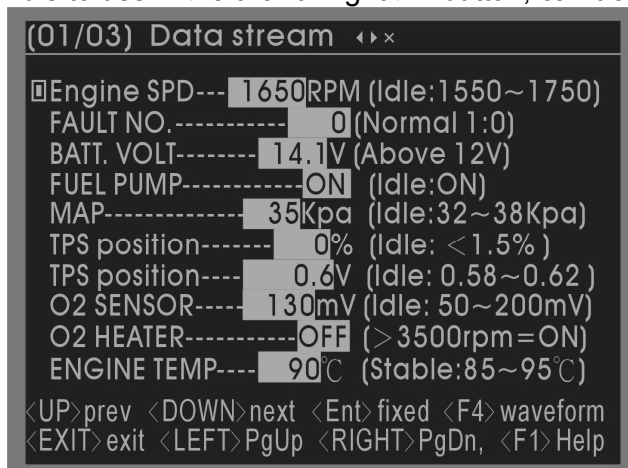 (01/03) Data stream
Engine SPD--- 1650RPM (Idle:1550~1750)
FAULT NO.----------- 0 (Normal 1:0)
BATT. VOLT-------- 14.1V (Above 12V)
FUEL PUMP------------ON (Idle:ON)
MAP-------------- 35Kpa (Idle:32~38Kpa)
TPS position------- 0% (Idle: <1.5% )
TPS position---- 0.6V (Idle: 0.58~0.62 )
O2 SENSOR----- 130mV (Idle: 50~200mV)
O2 HEATER-----------OFF (>3500rpm=ON)
ENGINE TEMP---- 90℃ (Stable:85~95℃)
<UP>prev <DOWN>next <Ent>fixed <F4>waveform
<EXIT>exit <LEFT>PgUp <RIGHT>PgDn, <F1>Help